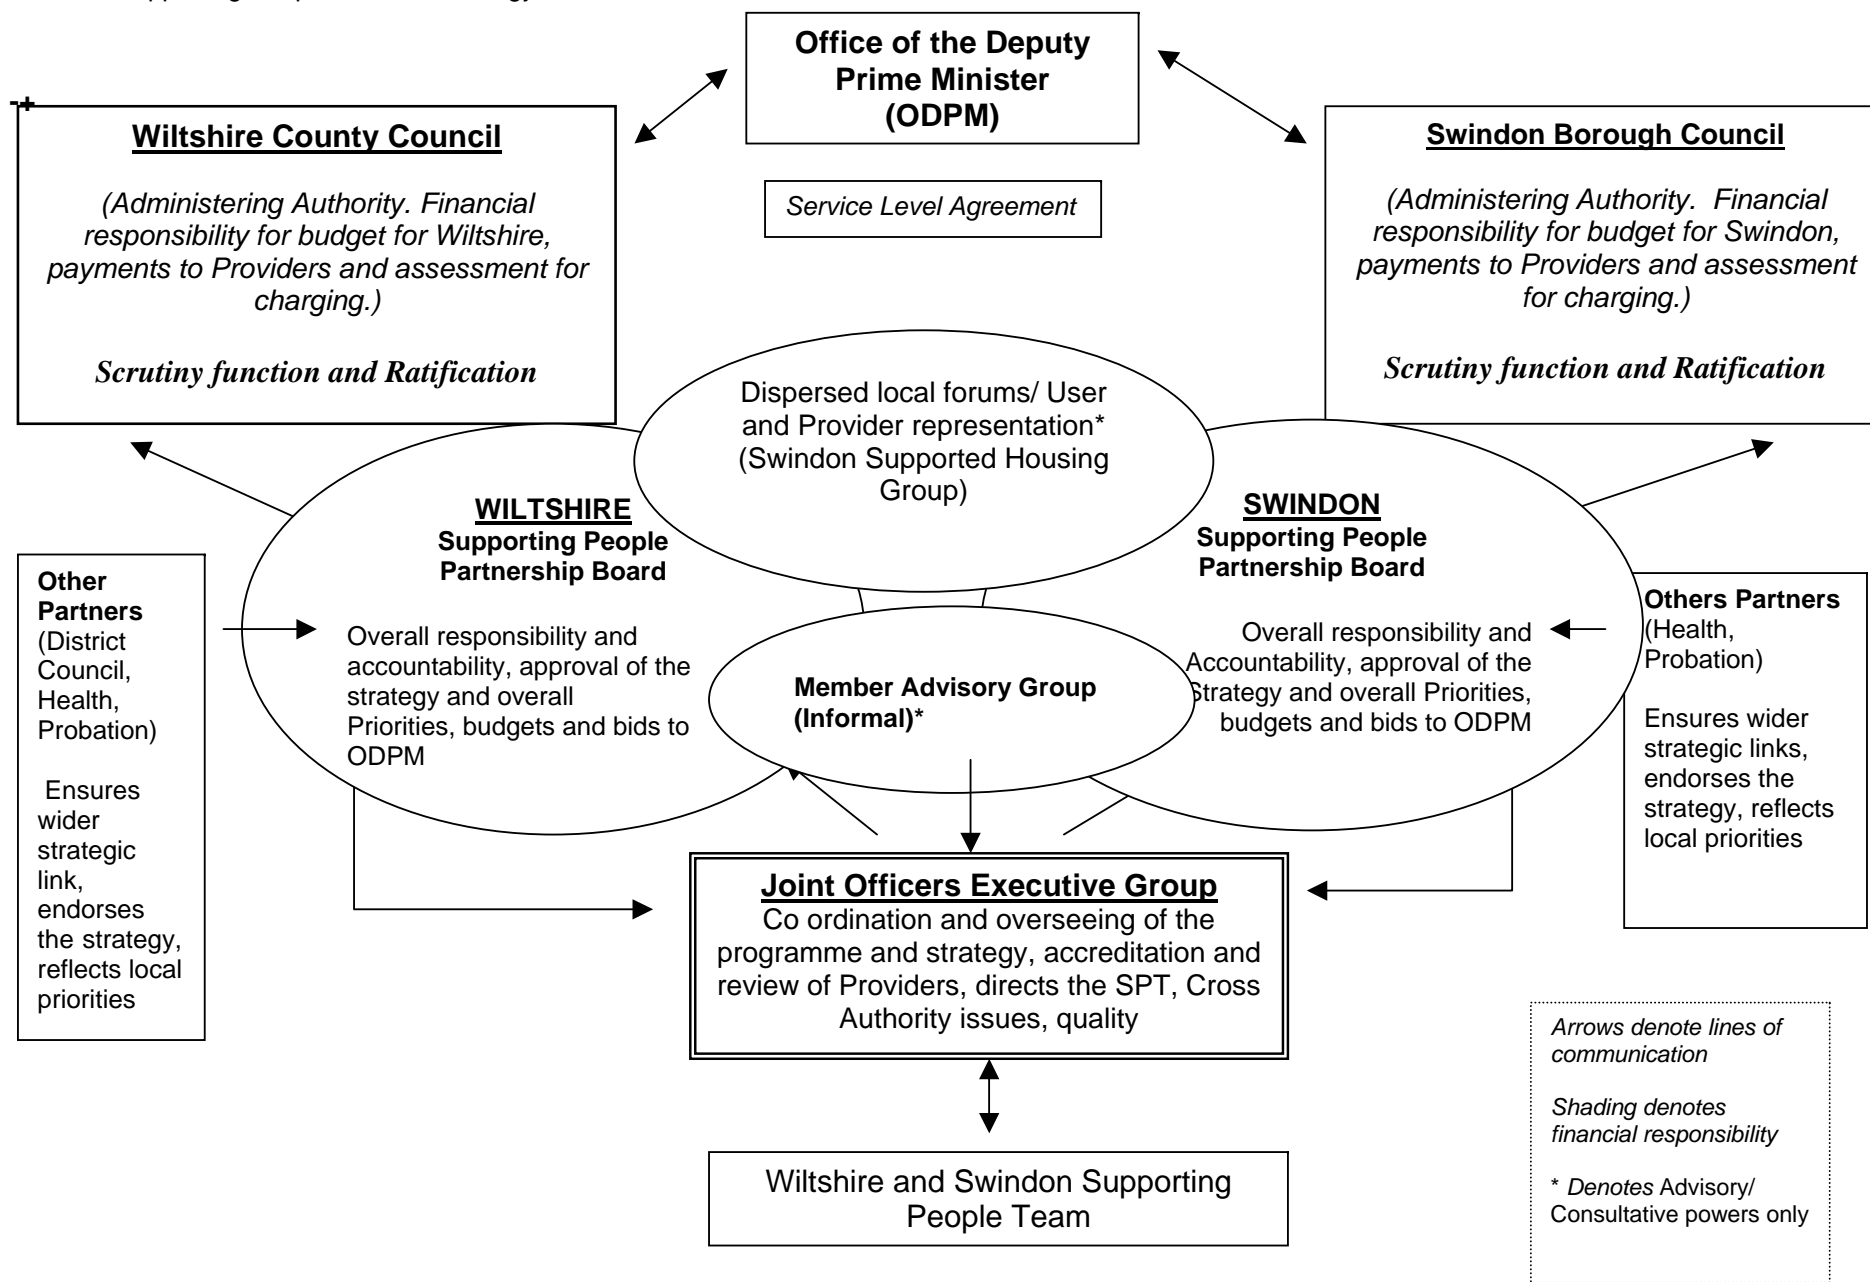 Office of the Deputy
Prime Minister
(ODPM)
-+
Wiltshire County Council
(Administering Authority. Financial
responsibility for budget for Wiltshire,
payments to Providers and assessment for
charging.)
Scrutiny function and Ratification
Service Level Agreement
Swindon Borough Council
(Administering Authority.  Financial
responsibility for budget for Swindon,
payments to Providers and assessment
for charging.)
Scrutiny function and Ratification
Dispersed local forums/ User
and Provider representation*
(Swindon Supported Housing
Group)
WILTSHIRE
Supporting People
Partnership Board
Overall responsibility and
accountability, approval of the
strategy and overall
Priorities, budgets and bids to
ODPM
SWINDON
Supporting People
Partnership Board
Overall responsibility and
Accountability, approval of the
Strategy and overall Priorities,
budgets and bids to ODPM
Other
Partners
(District
Council,
Health,
Probation)
Ensures
wider
strategic
link,
endorses
the strategy,
reflects local
priorities
Member Advisory Group
(Informal)*
Others Partners
(Health,
Probation)
Ensures wider
strategic links,
endorses the
strategy, reflects
local priorities
Joint Officers Executive Group
Co ordination and overseeing of the
programme and strategy, accreditation and
review of Providers, directs the SPT, Cross
Authority issues, quality
Wiltshire and Swindon Supporting
People Team
Arrows denote lines of
communication
Shading denotes
financial responsibility
* Denotes Advisory/
Consultative powers only